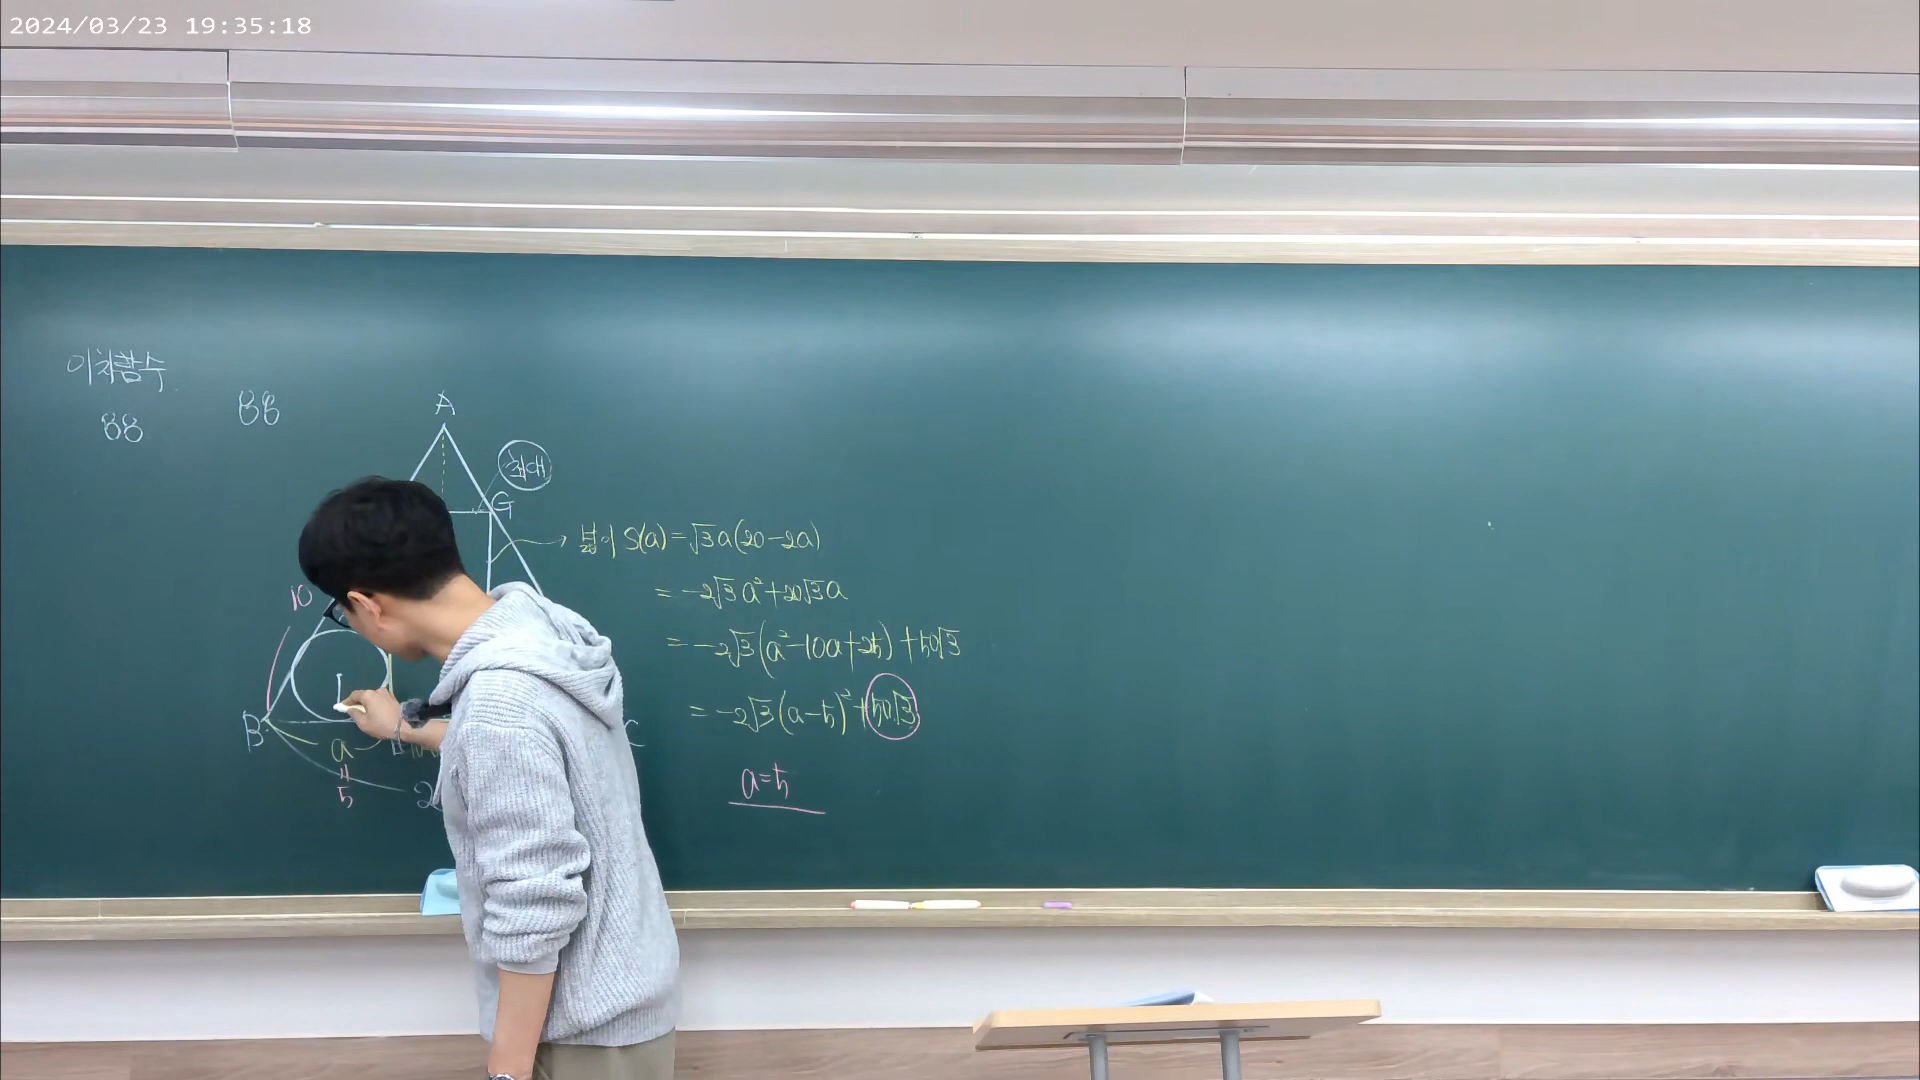 2024/03/23 19:35:18
이차함수
88
88
A
최대
G
넓이 S(a)=√3a(20-2a)
=-2√3a²+20√3a
=-2√3(a²-10a+25)+50√3
=-2√3(a-5)²+50√3
a=5
10
B
a
5
2
C